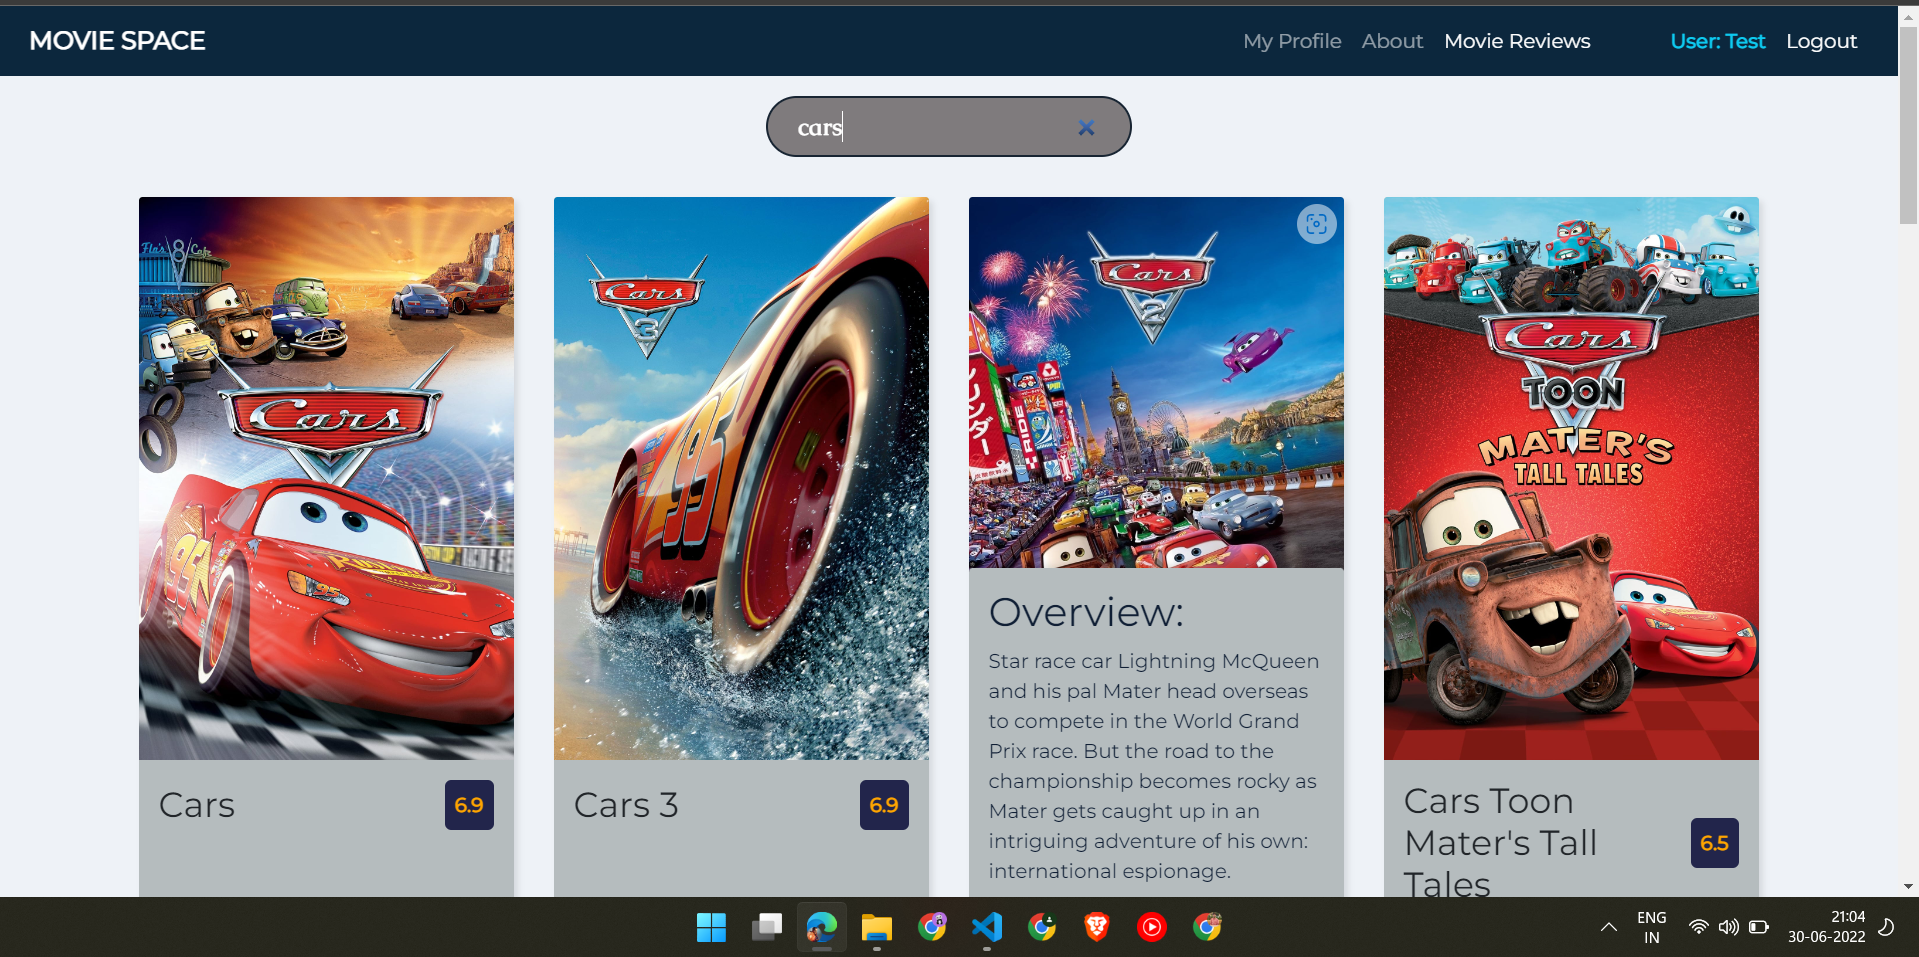 MOVIE SPACE
My Profile About Movie Reviews User: Test Logout
cars
Flo's V8 Cafe
Cars
95
95
Cars
3
95
Cars
2
RIDE
Cars
TOON
MATER'S
TALL TALES
Cars 6.9
Cars 3 6.9
Overview:
Star race car Lightning McQueen
and his pal Mater head overseas
to compete in the World Grand
Prix race. But the road to the
championship becomes rocky as
Mater gets caught up in an
intriguing adventure of his own:
international espionage.
Cars Toon
Mater's Tall
Tales
6.5
ENG
IN
21:04
30-06-2022